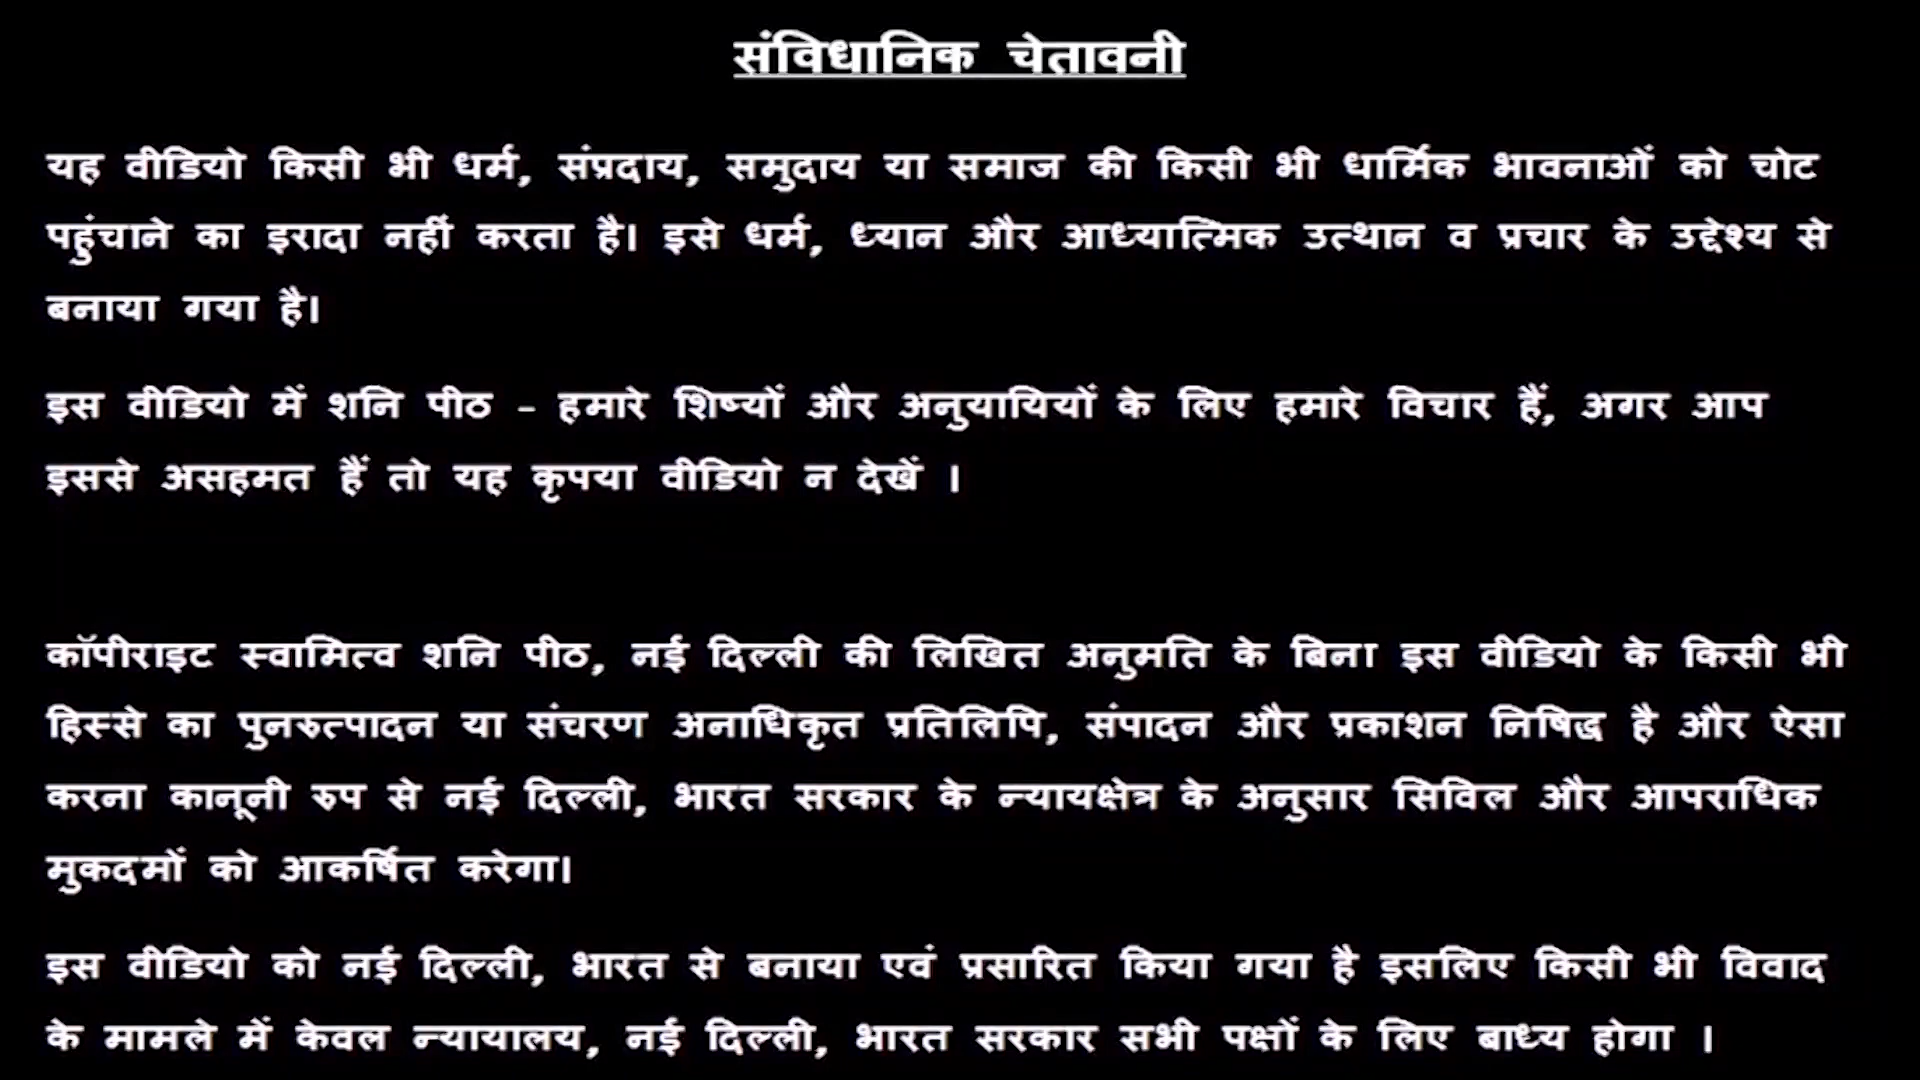 संविधानिक चेतावनी
यह वीडियो किसी भी धर्म, संप्रदाय, समुदाय या समाज की किसी भी धार्मिक भावनाओं को चोट
पहुंचाने का इरादा नहीं करता है। इसे धर्म, ध्यान और आध्यात्मिक उत्थान व प्रचार के उद्देश्य से
बनाया गया है।
इस वीडियो में शनि पीठ - हमारे शिष्यों और अनुयायियों के लिए हमारे विचार हैं, अगर आप
इससे असहमत हैं तो यह कृपया वीडियो न देखें ।
कॉपीराइट स्वामित्व शनि पीठ, नई दिल्ली की लिखित अनुमति के बिना इस वीडियो के किसी भी
हिस्से का पुनरुत्पादन या संचरण अनाधिकृत प्रतिलिपि, संपादन और प्रकाशन निषिद्ध है और ऐसा
करना कानूनी रुप से नई दिल्ली, भारत सरकार के न्यायक्षेत्र के अनुसार सिविल और आपराधिक
मुकदमों को आकर्षित करेगा।
इस वीडियो को नई दिल्ली, भारत से बनाया एवं प्रसारित किया गया है इसलिए किसी भी विवाद
के मामले में केवल न्यायालय, नई दिल्ली, भारत सरकार सभी पक्षों के लिए बाध्य होगा ।